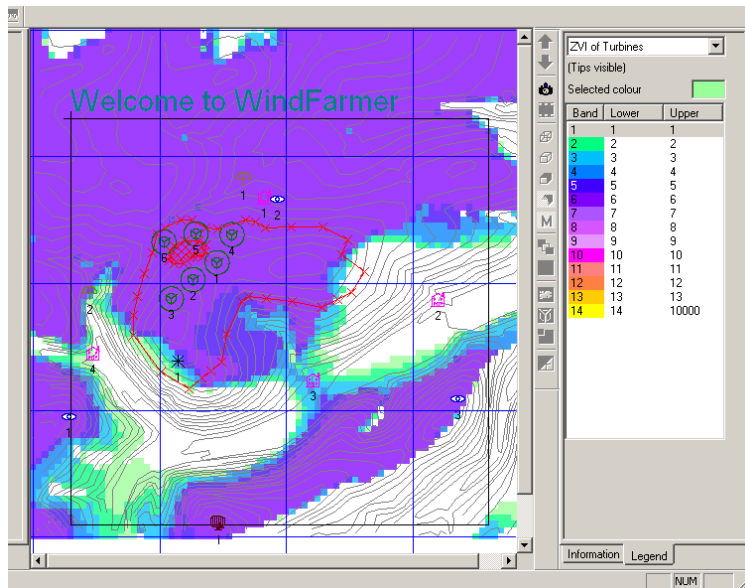 ZVI of Turbines
(Tips visible)
Selected colour
Welcome to WindFarmer
Band Lower Upper
1 1 1
2 2 2
3 3 3
4 4 4
5 5 5
6 6 6
7 7 7
8 8 8
9 9 9
10 10 10
11 11 11
12 12 12
13 13 13
14 14 10000
1
1
2
5
4
6
1
2
3
2
2
1
4
3
3
1
1
M
Information Legend
NUM